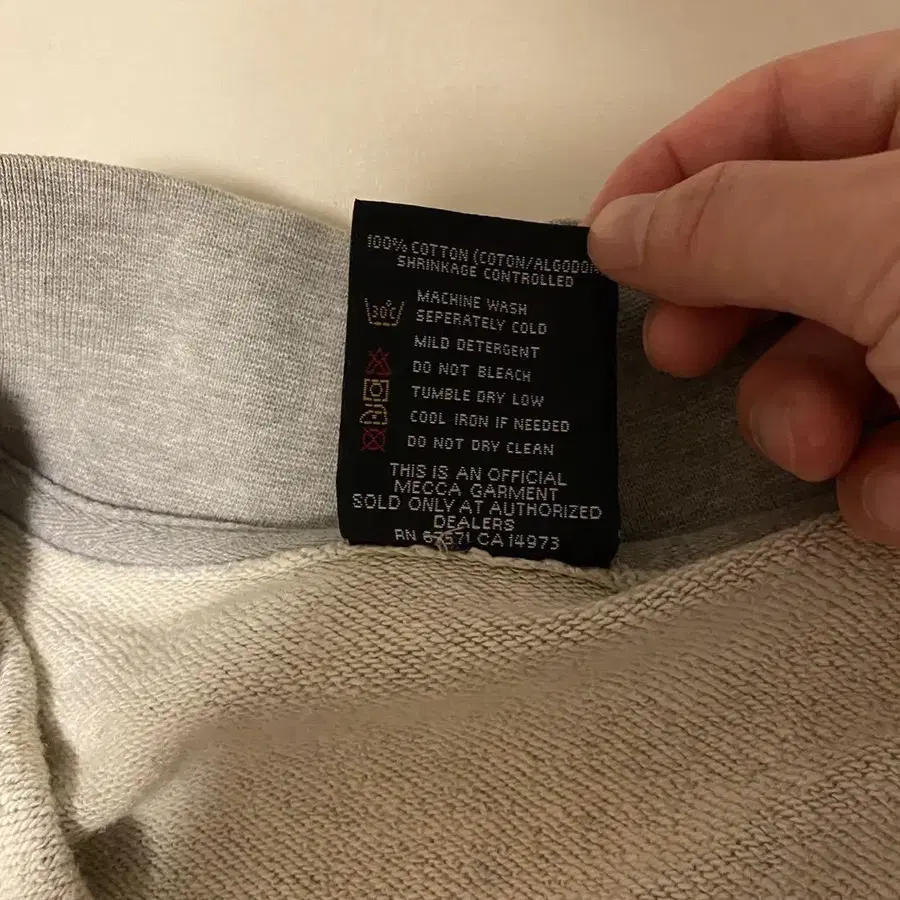 100% COTTON (COTON/ALGODON
SHRINKAGE CONTROLLED
30°C
MACHINE WASH
SEPERATELY COLD
MILD DETERGENT
DO NOT BLEACH
TUMBLE DRY LOW
COOL IRON IF NEEDED
DO NOT DRY CLEAN
THIS IS AN OFFICIAL
MECCA GARMENT
SOLD ONLY AT AUTHORIZED
DEALERS
RN 67571 CA 14973